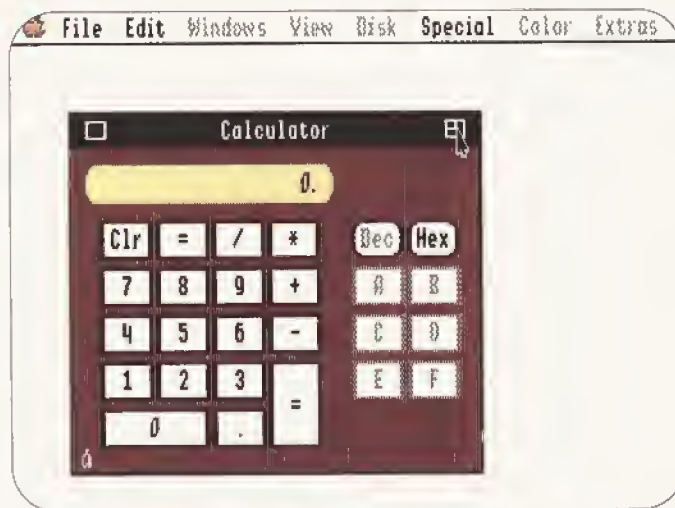 File Edit Windows View Disk Special Color Extras
Calculator
0.
Clr = / * Dec Hex
7 8 9 + A B
4 5 6 - C D
1 2 3 = E F
0 .